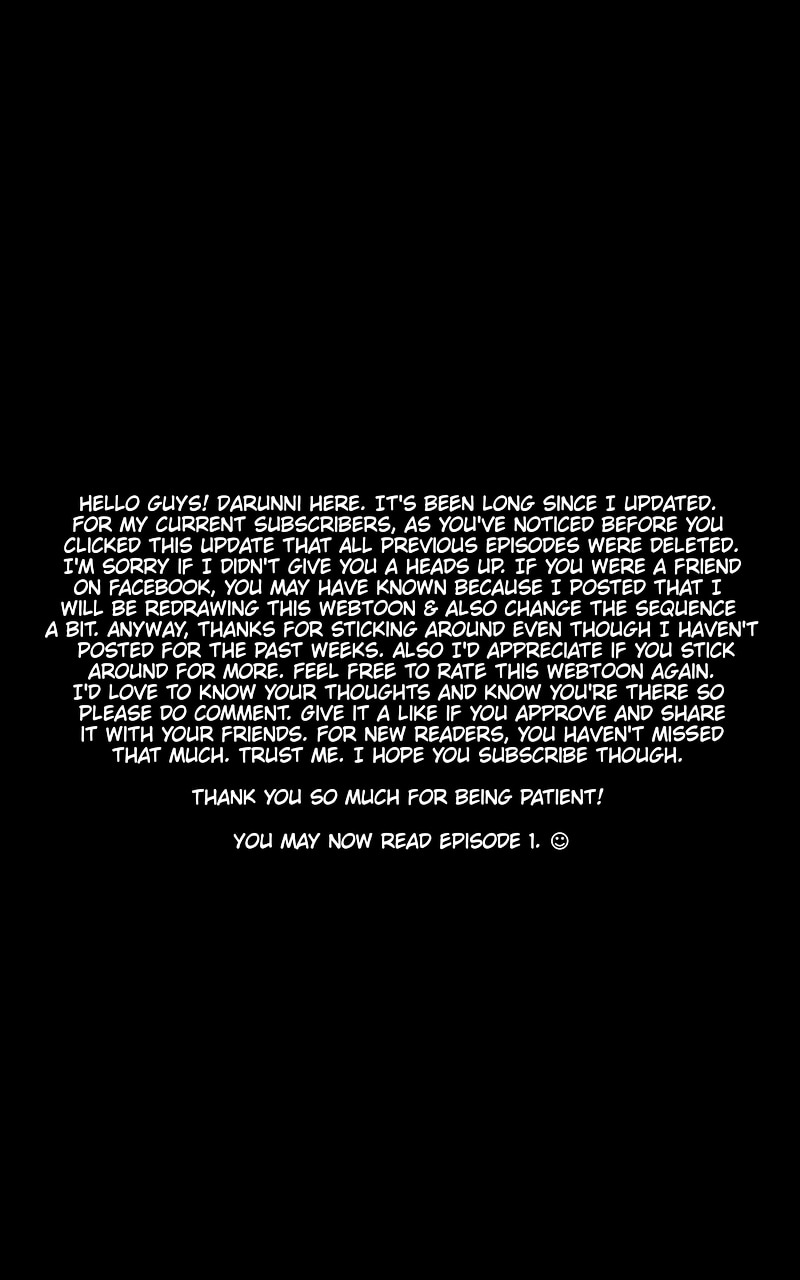 HELLO GUYS! DARUNNI HERE. IT'S BEEN LONG SINCE I UPDATED.
FOR MY CURRENT SUBSCRIBERS, AS YOU'VE NOTICED BEFORE YOU
CLICKED THIS UPDATE THAT ALL PREVIOUS EPISODES WERE DELETED.
I'M SORRY IF I DIDN'T GIVE YOU A HEADS UP. IF YOU WERE A FRIEND
ON FACEBOOK, YOU MAY HAVE KNOWN BECAUSE I POSTED THAT I
WILL BE REDRAWING THIS WEBTOON & ALSO CHANGE THE SEQUENCE
A BIT. ANYWAY, THANKS FOR STICKING AROUND EVEN THOUGH I HAVEN'T
POSTED FOR THE PAST WEEKS. ALSO I'D APPRECIATE IF YOU STICK
AROUND FOR MORE. FEEL FREE TO RATE THIS WEBTOON AGAIN.
I'D LOVE TO KNOW YOUR THOUGHTS AND KNOW YOU'RE THERE SO
PLEASE DO COMMENT. GIVE IT A LIKE IF YOU APPROVE AND SHARE
IT WITH YOUR FRIENDS. FOR NEW READERS, YOU HAVEN'T MISSED
THAT MUCH. TRUST ME. I HOPE YOU SUBSCRIBE THOUGH.
THANK YOU SO MUCH FOR BEING PATIENT!
YOU MAY NOW READ EPISODE 1. ☺